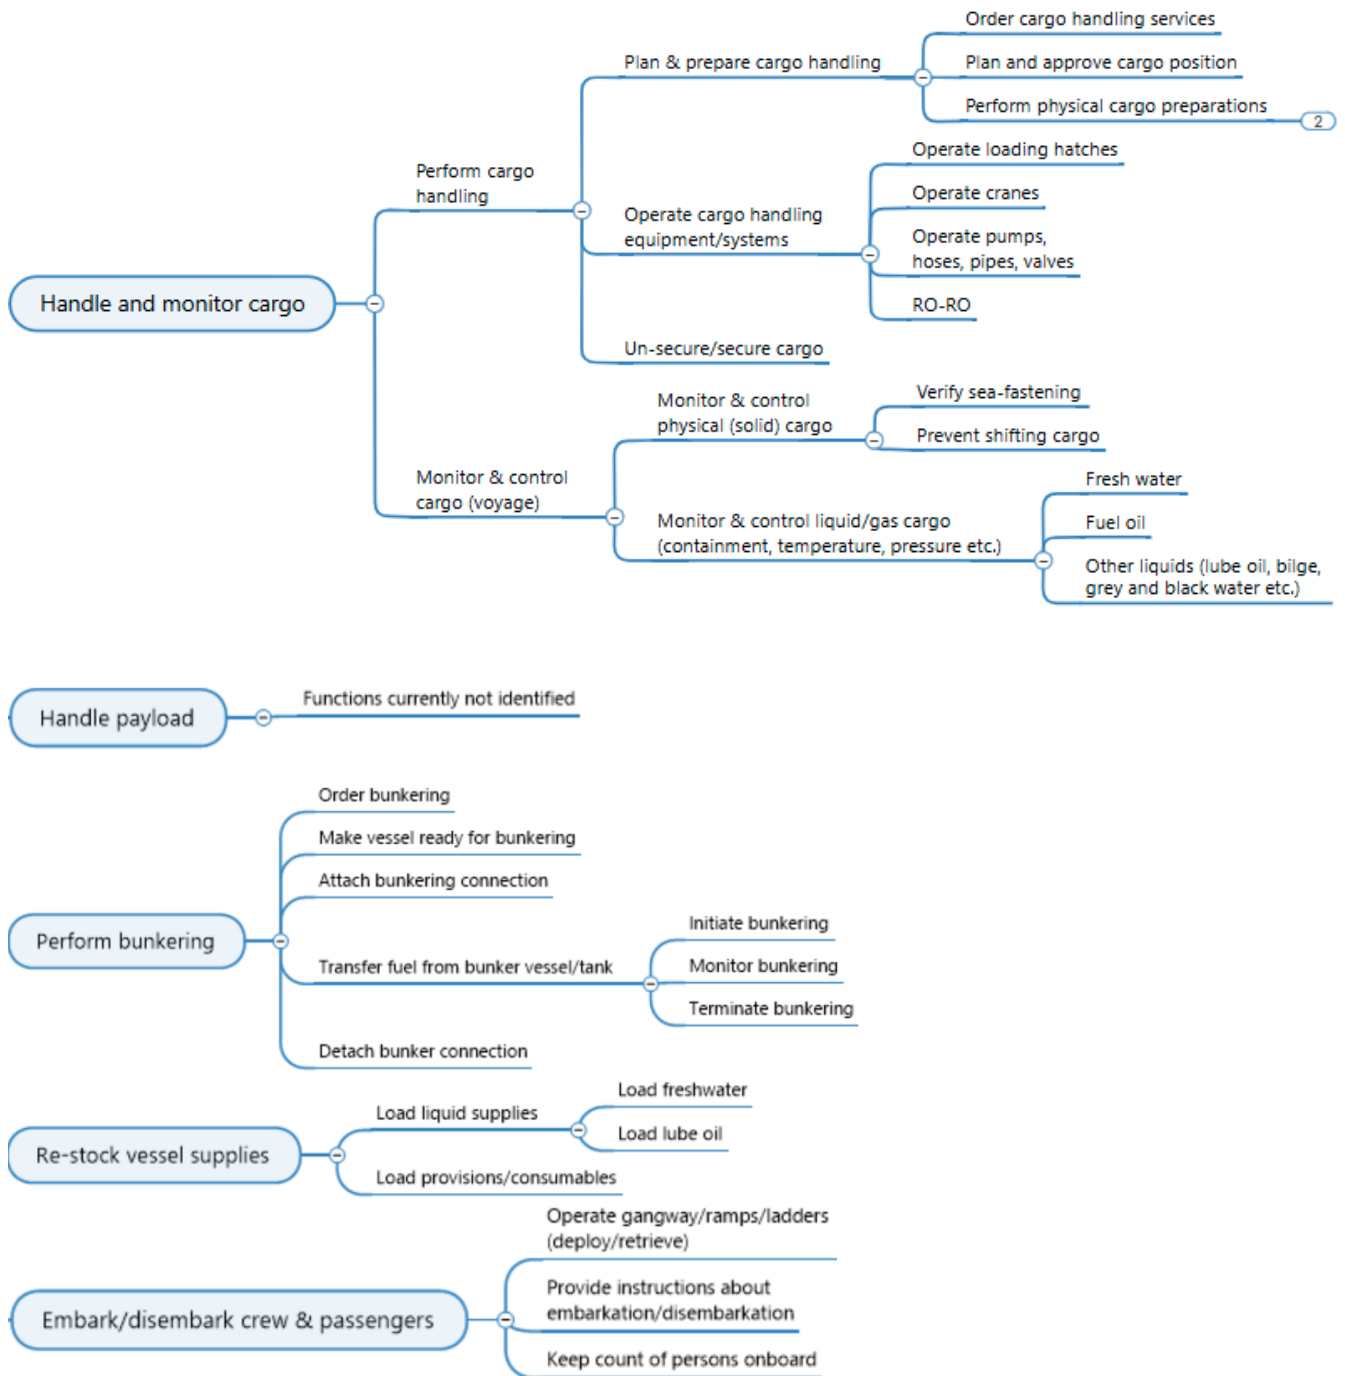 Order cargo handling services
Plan & prepare cargo handling
Plan and approve cargo position
Perform physical cargo preparations
2
Operate loading hatches
Perform cargo
handling
Operate cranes
Operate cargo handling
equipment/systems
Operate pumps,
hoses, pipes, valves
Handle and monitor cargo
RO-RO
Un-secure/secure cargo
Monitor & control
physical (solid) cargo
Verify sea-fastening
Prevent shifting cargo
Monitor & control
cargo (voyage)
Fresh water
Monitor & control liquid/gas cargo
(containment, temperature, pressure etc.)
Fuel oil
Other liquids (lube oil, bilge,
grey and black water etc.)
Handle payload
Functions currently not identified
Order bunkering
Make vessel ready for bunkering
Attach bunkering connection
Perform bunkering
Initiate bunkering
Transfer fuel from bunker vessel/tank
Monitor bunkering
Terminate bunkering
Detach bunker connection
Load freshwater
Load liquid supplies
Load lube oil
Re-stock vessel supplies
Load provisions/consumables
Operate gangway/ramps/ladders
(deploy/retrieve)
Provide instructions about
embarkation/disembarkation
Embark/disembark crew & passengers
Keep count of persons onboard